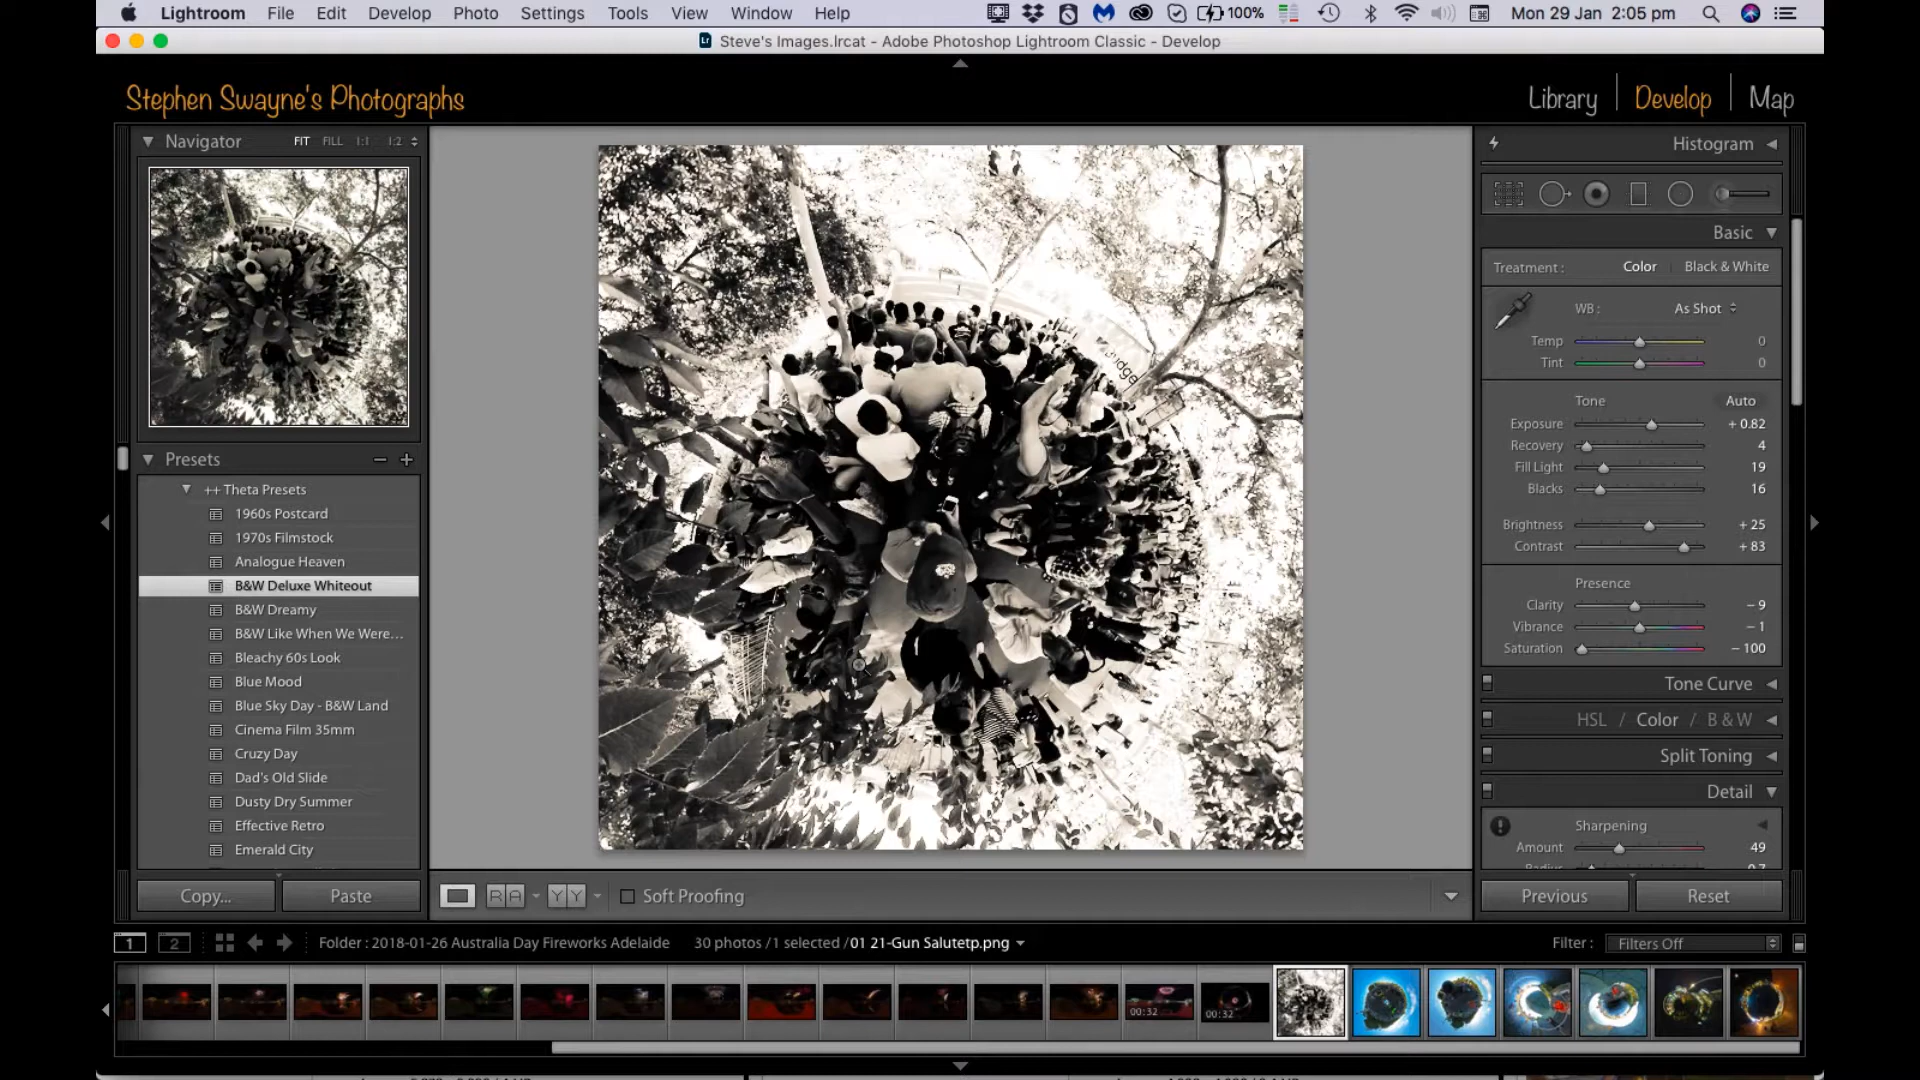 Lightroom File Edit Develop Photo Settings Tools View Window Help 100% Mon 29 Jan 2:05 pm
Steve's Images.lrcat - Adobe Photoshop Lightroom Classic - Develop
Stephen Swayne's Photographs
Library Develop Map
Navigator FIT FILL 1:1 1:2
Presets
++ Theta Presets
1960s Postcard
1970s Filmstock
Analogue Heaven
B&W Deluxe Whiteout
B&W Dreamy
B&W Like When We Were...
Bleachy 60s Look
Blue Mood
Blue Sky Day - B&W Land
Cinema Film 35mm
Cruzy Day
Dad's Old Slide
Dusty Dry Summer
Effective Retro
Emerald City
Copy... Paste
Histogram
Basic
Treatment : Color Black & White
WB : As Shot
Temp 0
Tint 0
Tone Auto
Exposure + 0.82
Recovery 4
Fill Light 19
Blacks 16
Brightness + 25
Contrast + 83
Presence
Clarity − 9
Vibrance − 1
Saturation − 100
Tone Curve
HSL / Color / B & W
Split Toning
Detail
Sharpening
Amount 49
Previous Reset
RA YY Soft Proofing
1 2 Folder : 2018-01-26 Australia Day Fireworks Adelaide 30 photos / 1 selected / 01 21-Gun Salutetp.png Filter : Filters Off
00:32 00:32